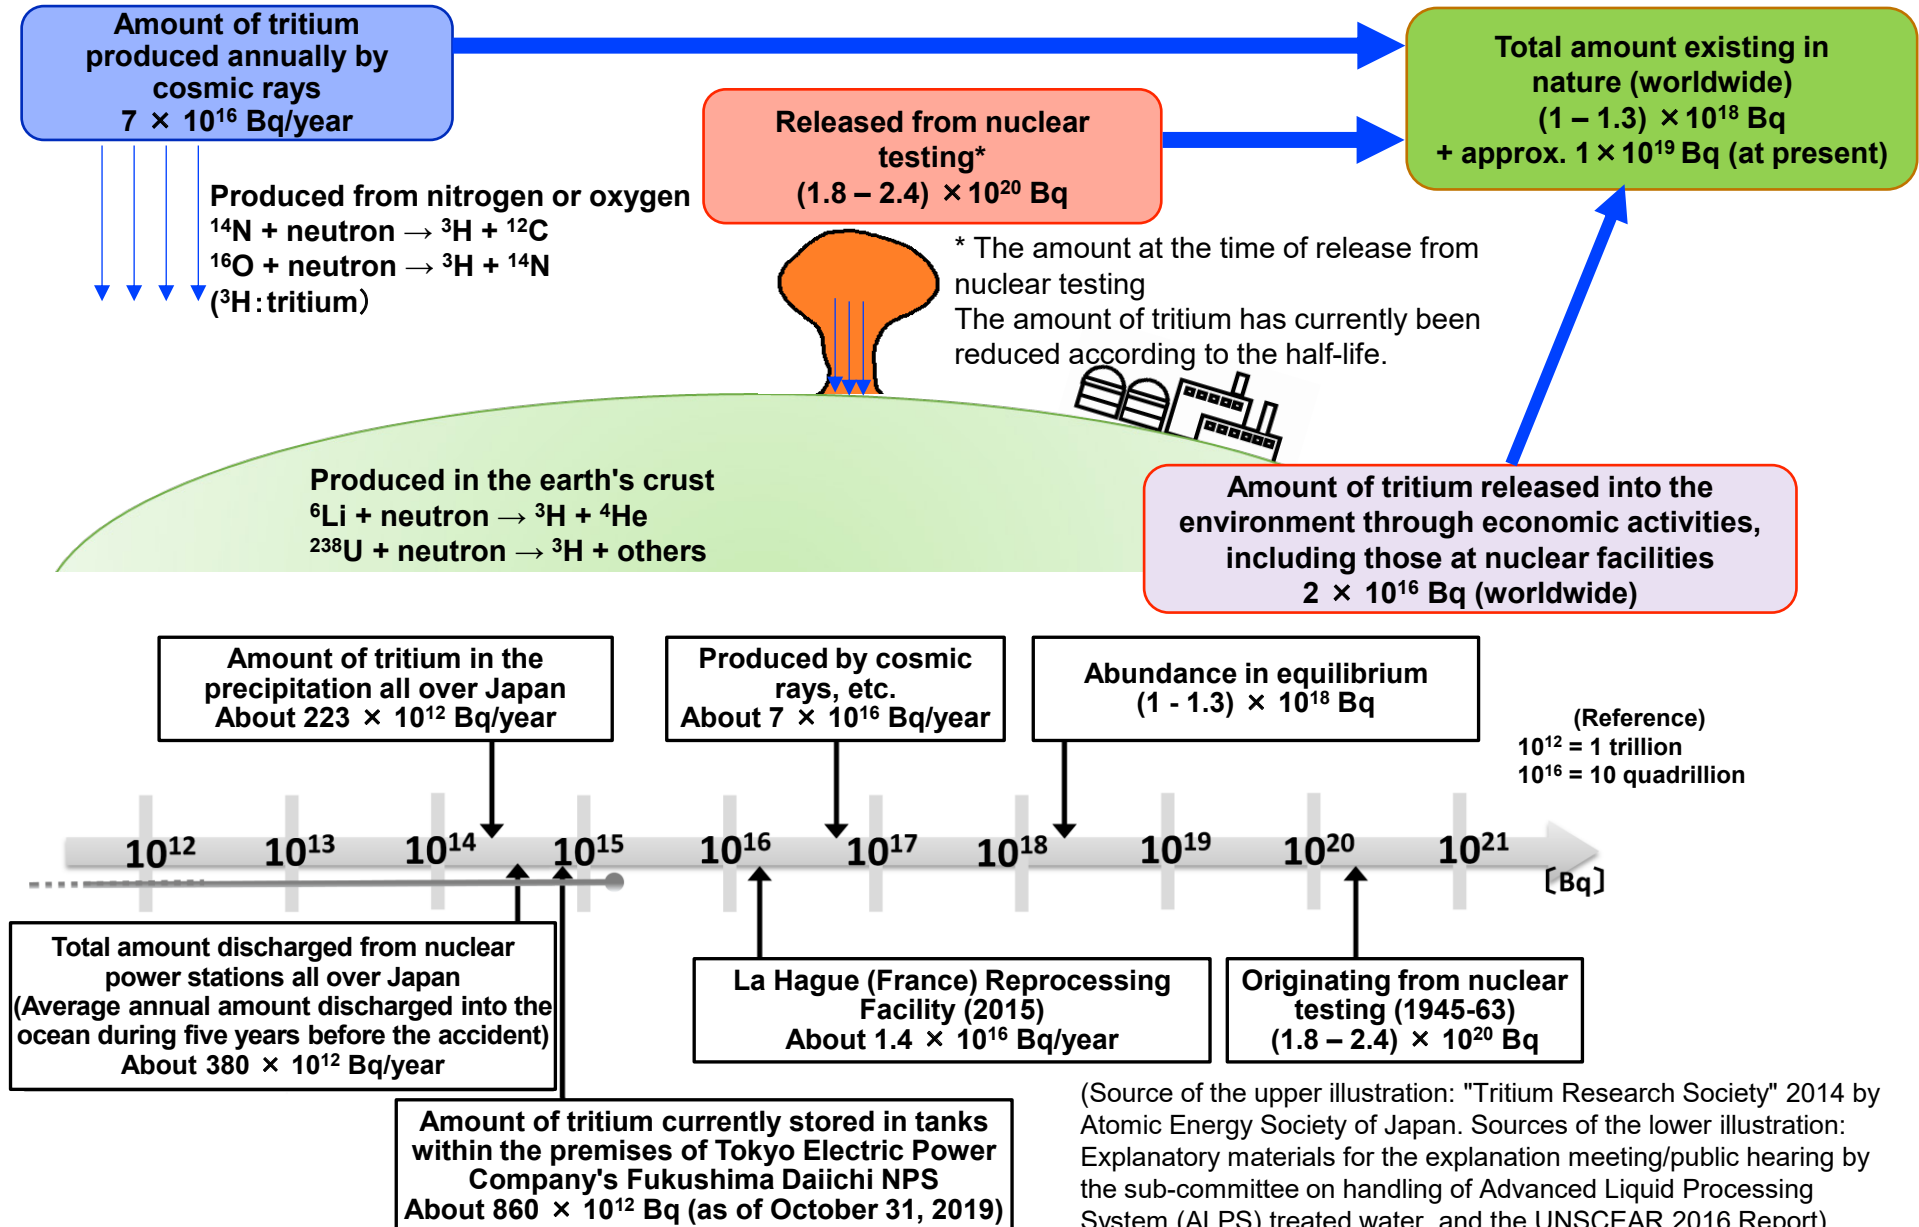 Amount of tritium
produced annually by
cosmic rays
7 × 10¹⁶ Bq/year
Total amount existing in
nature (worldwide)
(1 – 1.3) ×10¹⁸ Bq
+ approx. 1×10¹⁹ Bq (at present)
Released from nuclear
testing*
(1.8 – 2.4) ×10²⁰ Bq
Produced from nitrogen or oxygen
¹⁴N + neutron → ³H + ¹²C
¹⁶O + neutron → ³H + ¹⁴N
(³H:tritium)
* The amount at the time of release from
nuclear testing
The amount of tritium has currently been
reduced according to the half-life.
Produced in the earth's crust
⁶Li + neutron → ³H + ⁴He
²³⁸U + neutron → ³H + others
Amount of tritium released into the
environment through economic activities,
including those at nuclear facilities
2 × 10¹⁶ Bq (worldwide)
Amount of tritium in the
precipitation all over Japan
About 223 × 10¹² Bq/year
Produced by cosmic
rays, etc.
About 7 × 10¹⁶ Bq/year
Abundance in equilibrium
(1 - 1.3) × 10¹⁸ Bq
(Reference)
10¹² = 1 trillion
10¹⁶ = 10 quadrillion
10¹² 10¹³ 10¹⁴ 10¹⁵ 10¹⁶ 10¹⁷ 10¹⁸ 10¹⁹ 10²⁰ 10²¹
〔Bq〕
Total amount discharged from nuclear
power stations all over Japan
(Average annual amount discharged into the
ocean during five years before the accident)
About 380 × 10¹² Bq/year
La Hague (France) Reprocessing
Facility (2015)
About 1.4 × 10¹⁶ Bq/year
Originating from nuclear
testing (1945-63)
(1.8 – 2.4) × 10²⁰ Bq
Amount of tritium currently stored in tanks
within the premises of Tokyo Electric Power
Company's Fukushima Daiichi NPS
About 860 × 10¹² Bq (as of October 31, 2019)
(Source of the upper illustration: "Tritium Research Society" 2014 by
Atomic Energy Society of Japan. Sources of the lower illustration:
Explanatory materials for the explanation meeting/public hearing by
the sub-committee on handling of Advanced Liquid Processing
System (ALPS) treated water, and the UNSCEAR 2016 Report)